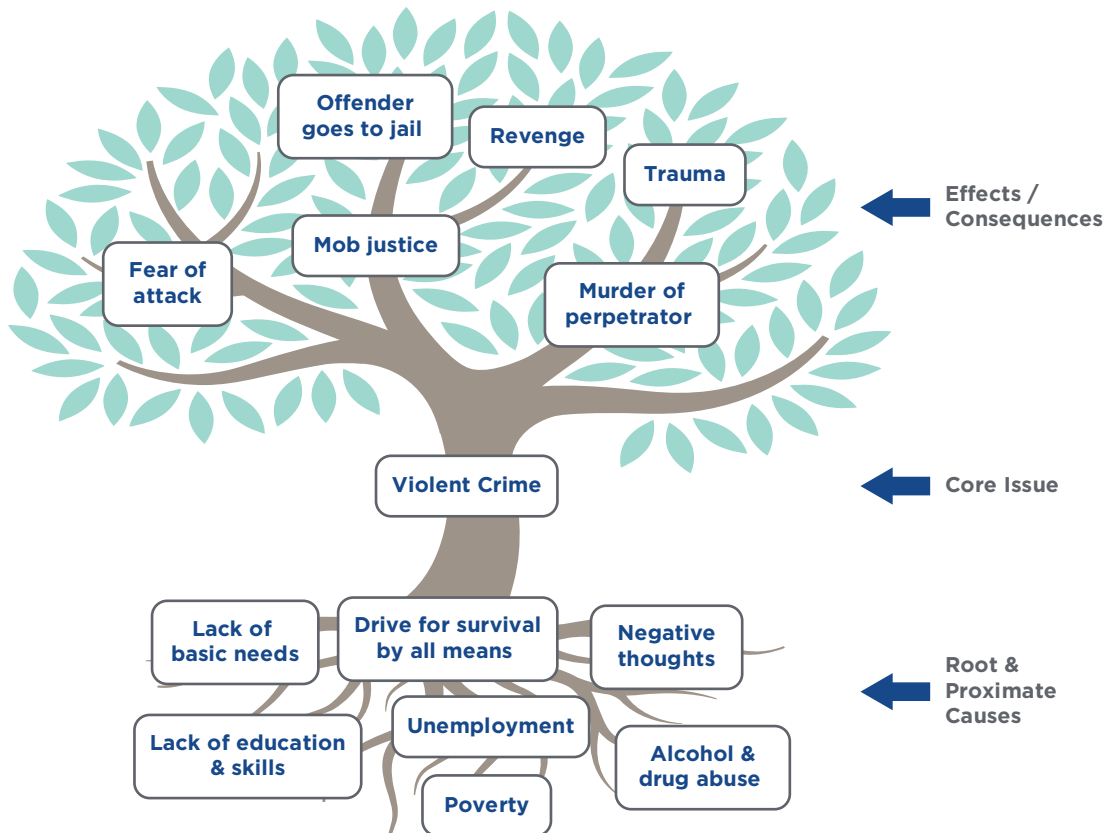 Offender
goes to jail
Revenge
Trauma
Effects /
Consequences
Mob justice
Fear of
attack
Murder of
perpetrator
Violent Crime
Core Issue
Lack of
basic needs
Drive for survival
by all means
Negative
thoughts
Root &
Proximate
Causes
Lack of education
& skills
Unemployment
Alcohol &
drug abuse
Poverty